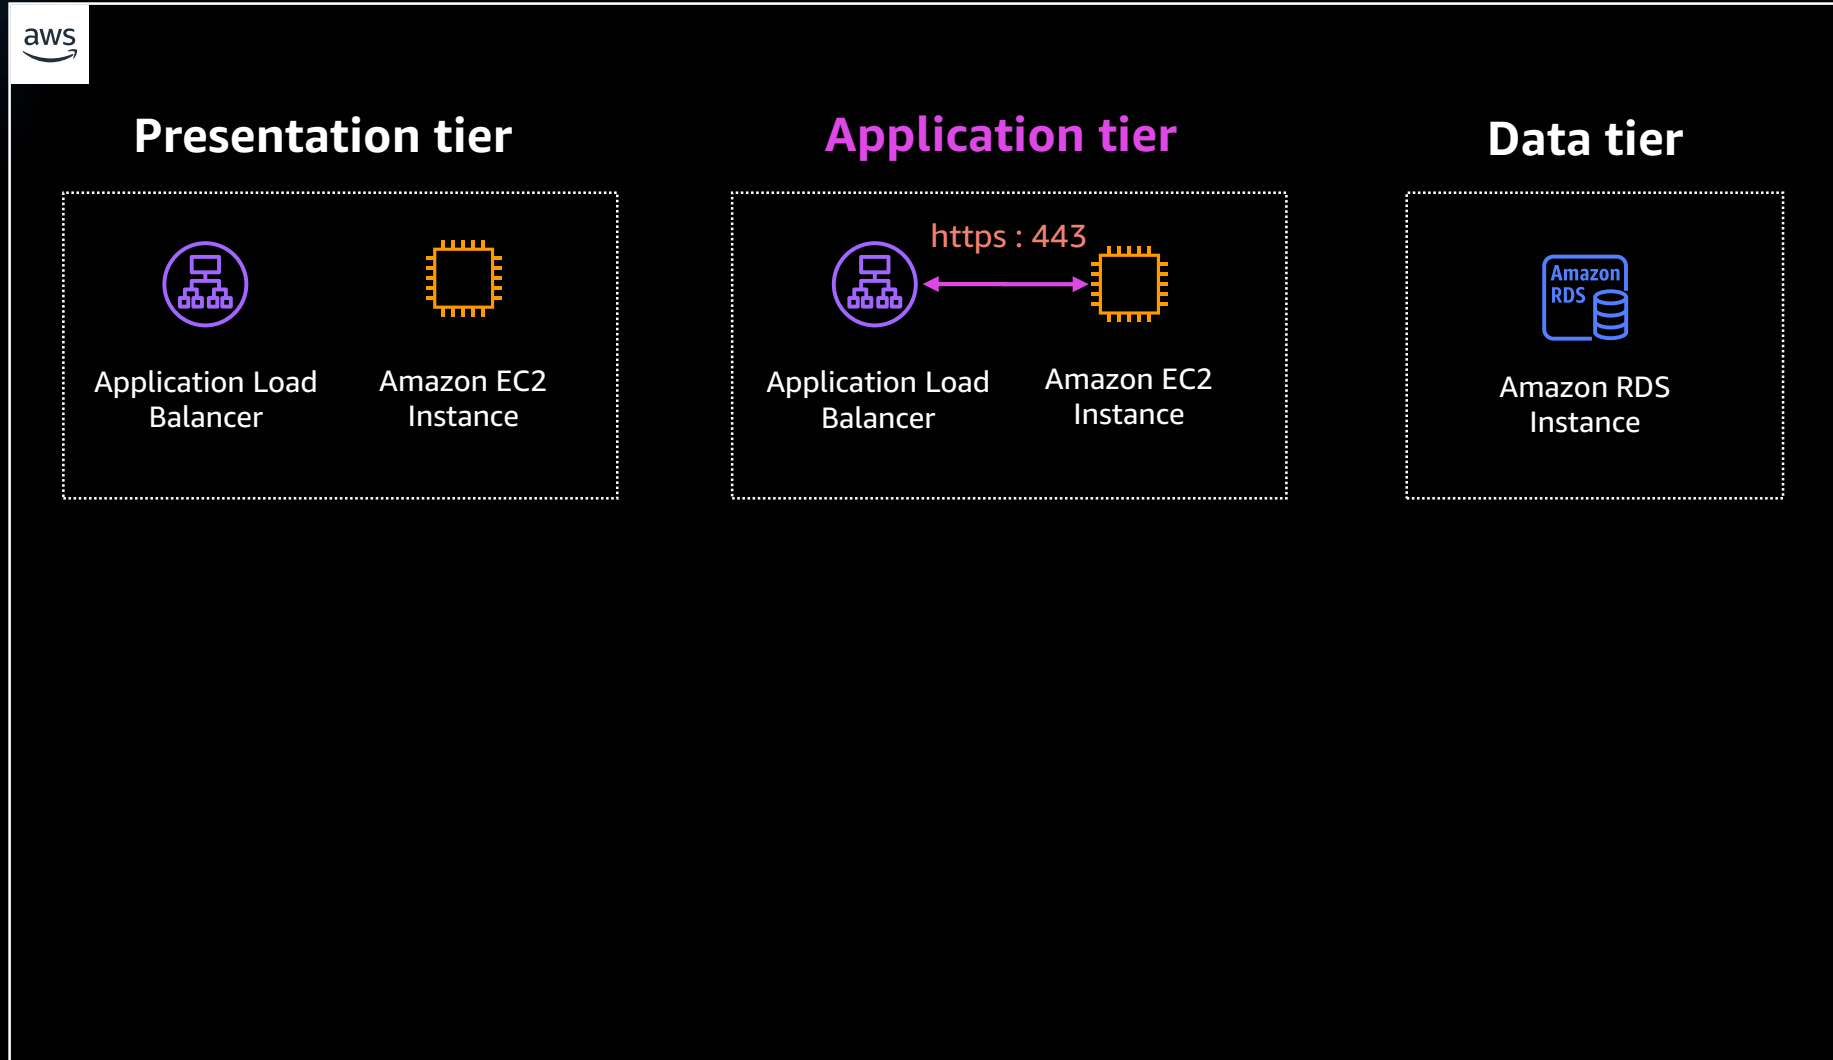 aws
Presentation tier
Application tier
Data tier
Application Load
Balancer
Amazon EC2
Instance
https : 443
Application Load
Balancer
Amazon EC2
Instance
Amazon
RDS
Amazon RDS
Instance